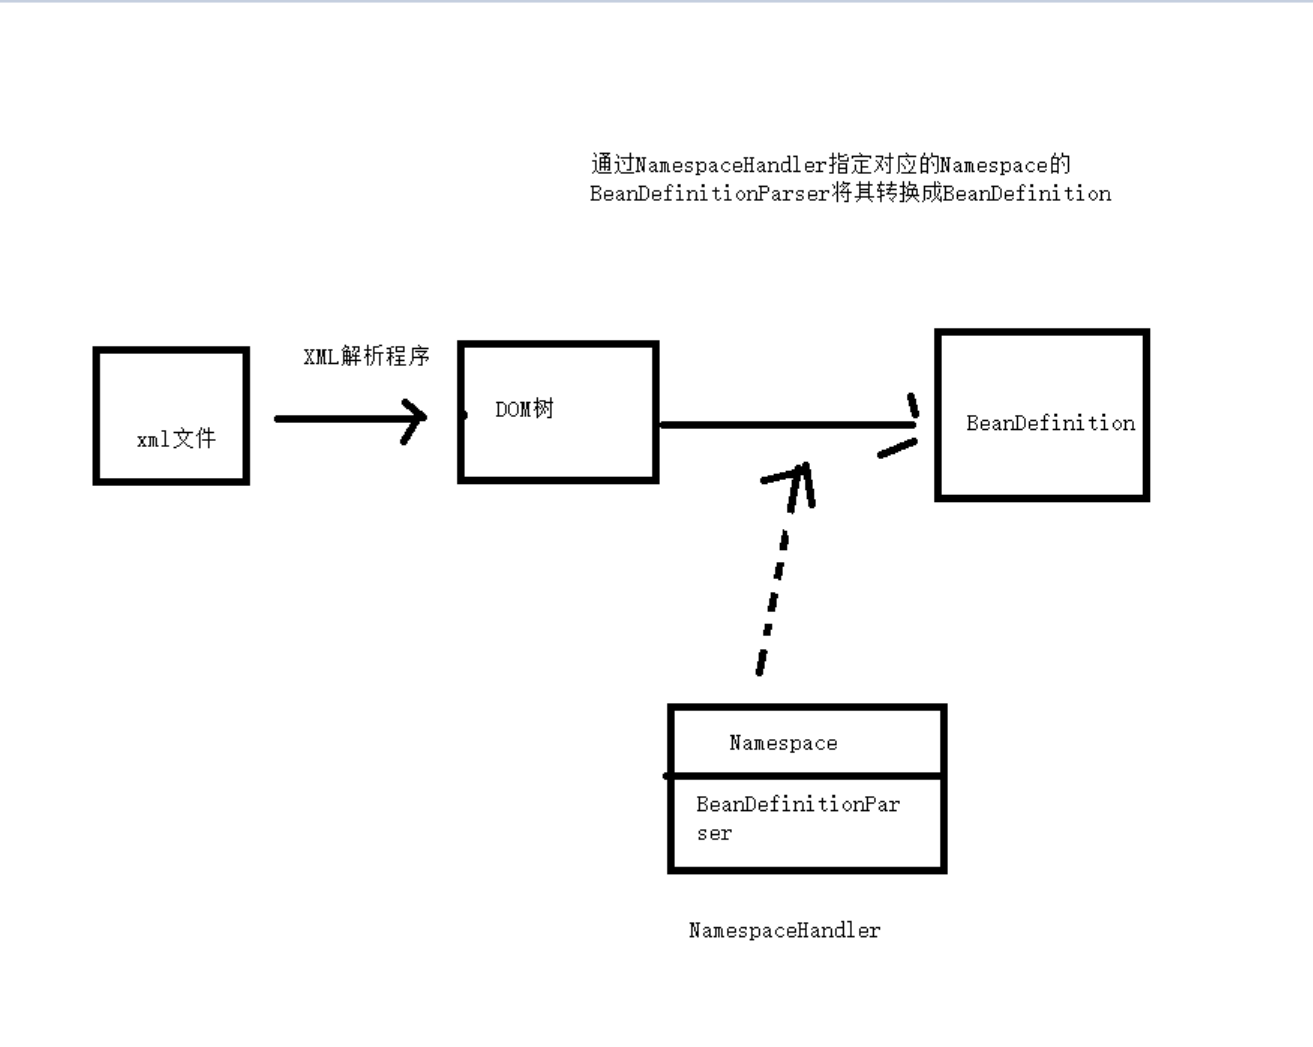 通过NamespaceHandler指定对应的Namespace的
BeanDefinitionParser将其转换成BeanDefinition
XML解析程序
xml文件
DOM树
BeanDefinition
Namespace
BeanDefinitionPar
ser
NamespaceHandler